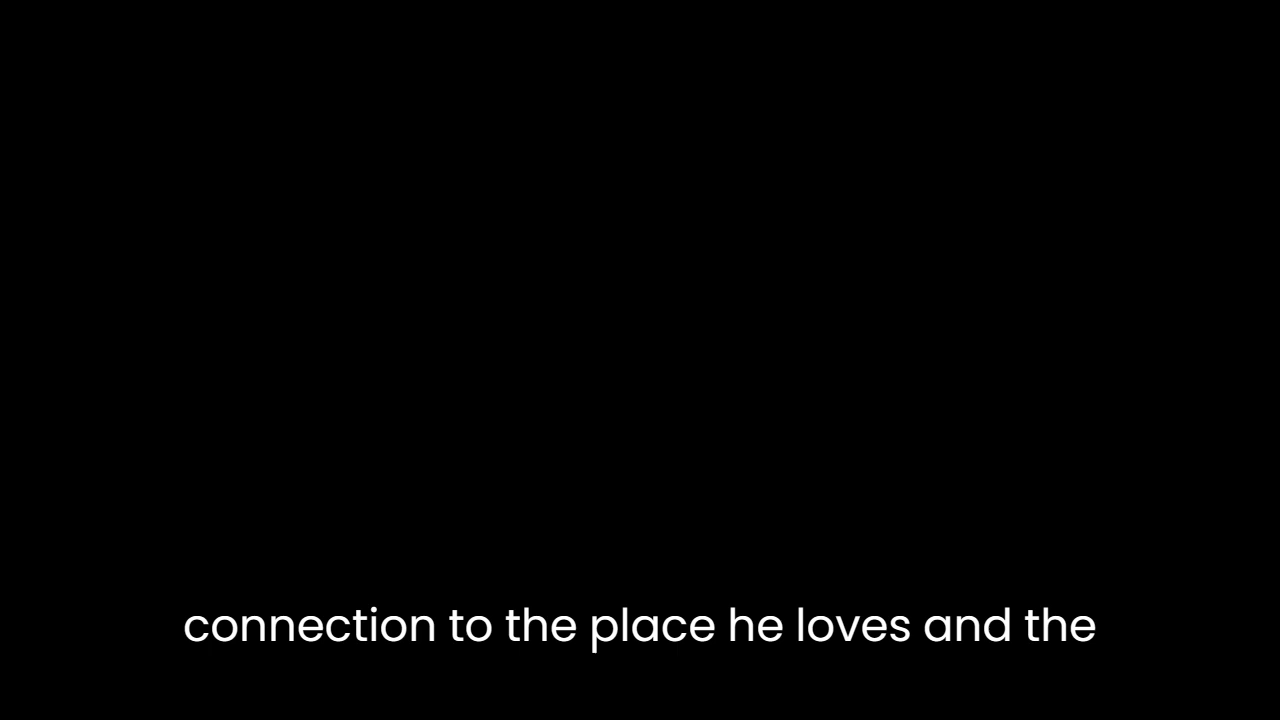 connection to the place he loves and the